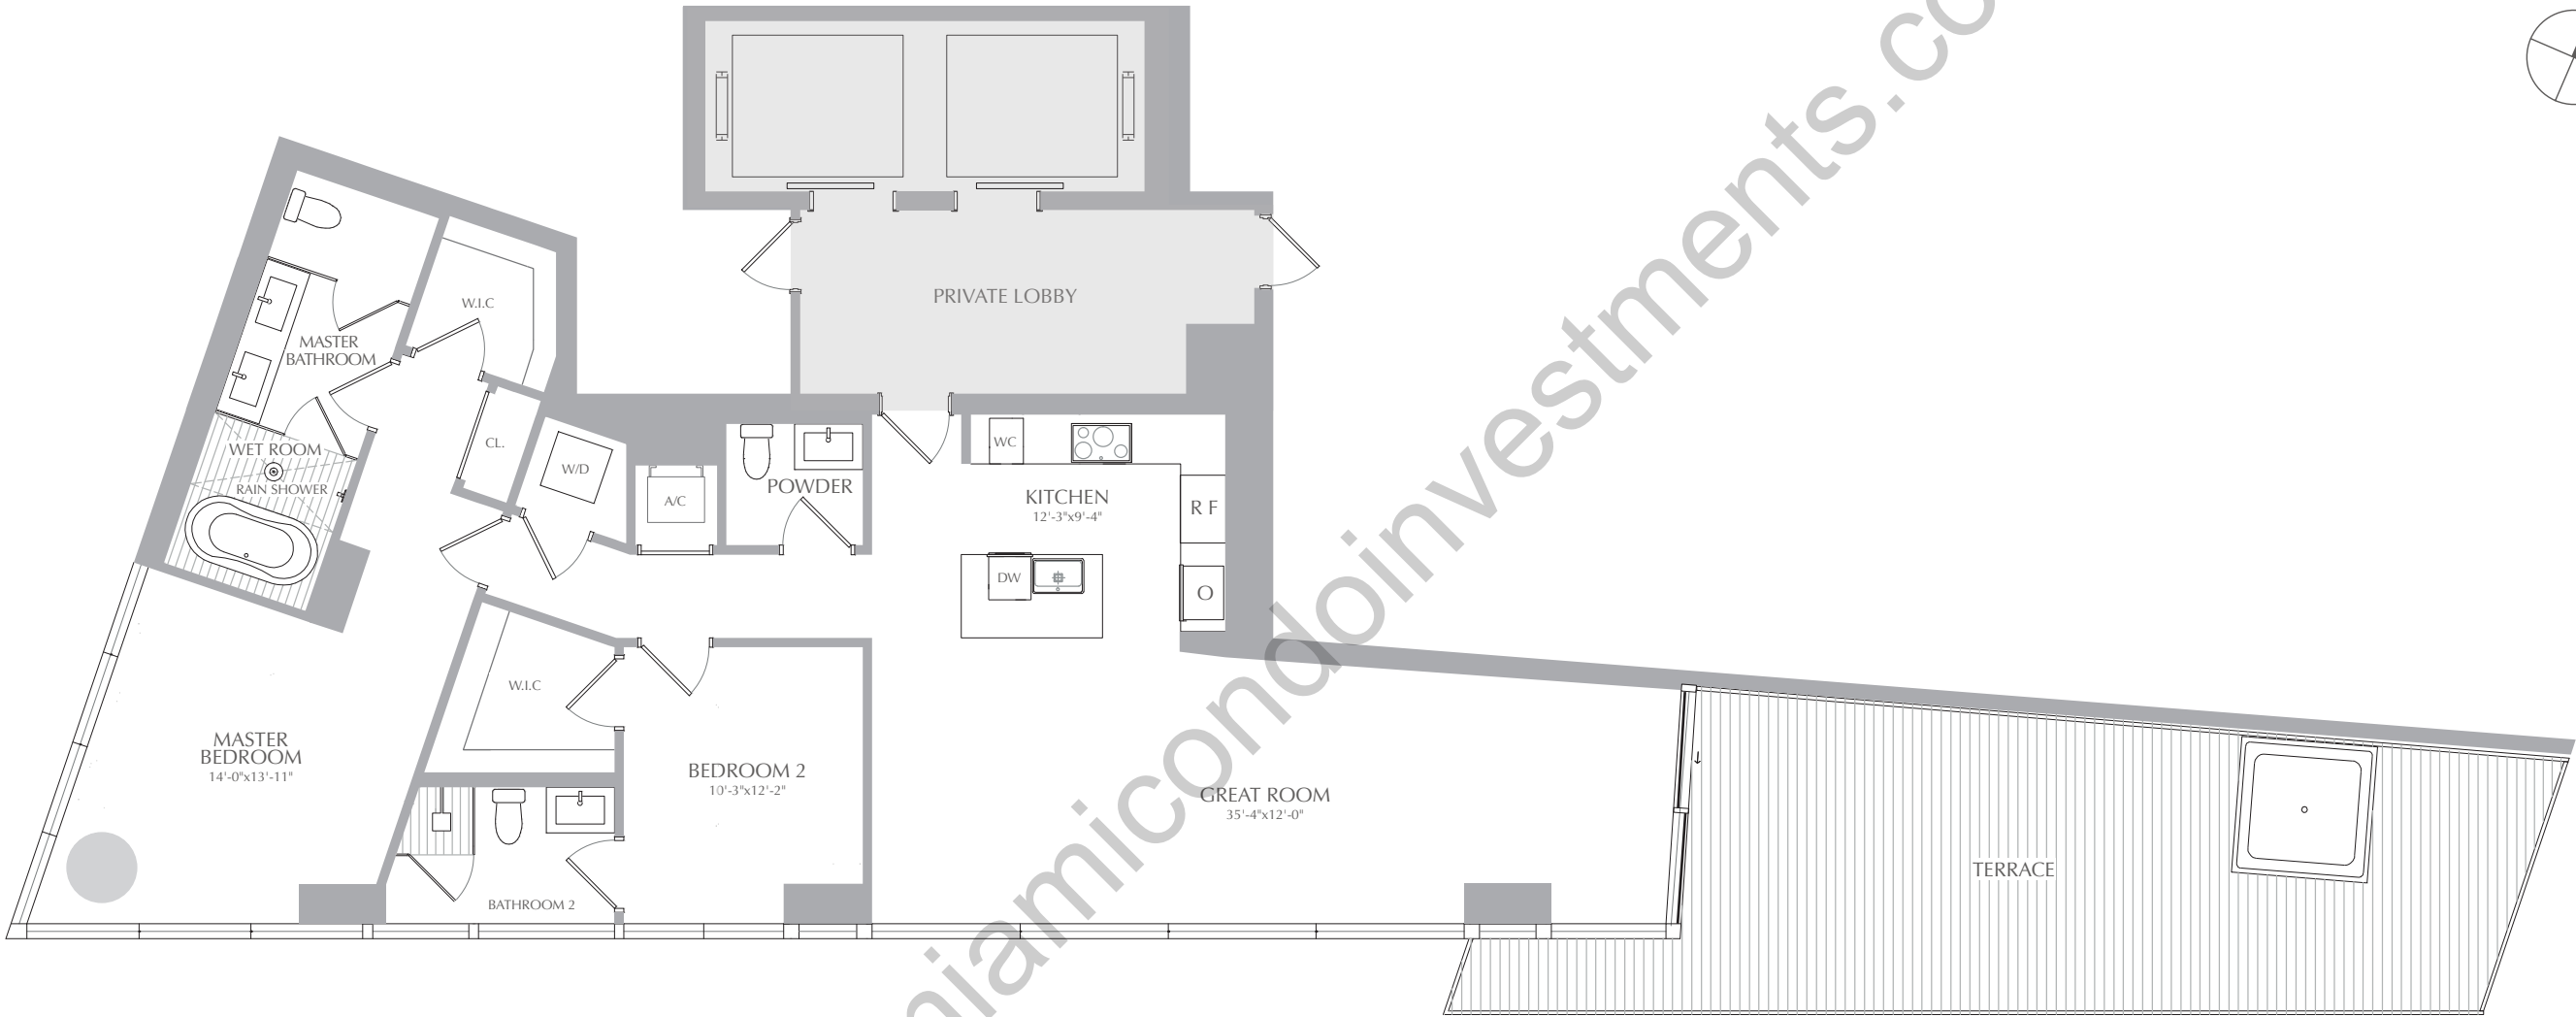 PRIVATE LOBBY
W.I.C
MASTER
BATHROOM
WET ROOM
RAIN SHOWER
CL.
W/D
A/C
POWDER
WC
KITCHEN
12'-3"x9'-4"
R F
DW
O
W.I.C
MASTER
BEDROOM
14'-0"x13'-11"
BEDROOM 2
10'-3"x12'-2"
GREAT ROOM
35'-4"x12'-0"
TERRACE
BATHROOM 2
miamicondoinvestments.co